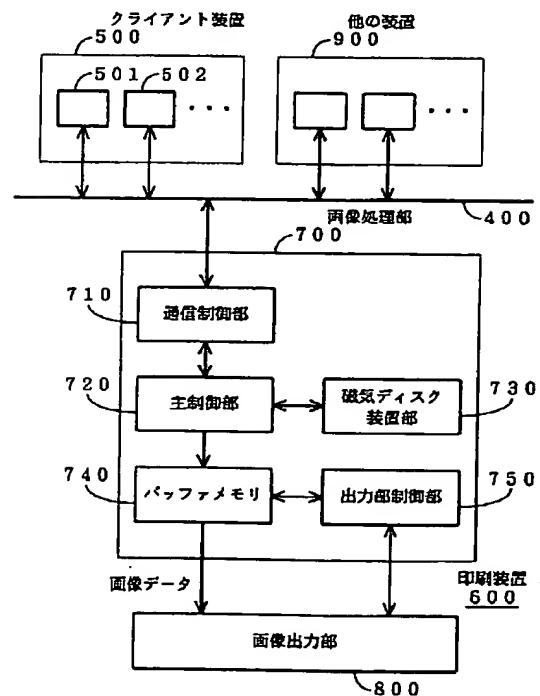 クライアント装置
500
他の装置
900
501
502
・・・
・・・
画像処理部
400
700
710
通信制御部
720
主制御部
磁気ディスク
装置部
730
740
バッファメモリ
出力部制御部
750
画像データ
印刷装置
600
画像出力部
800